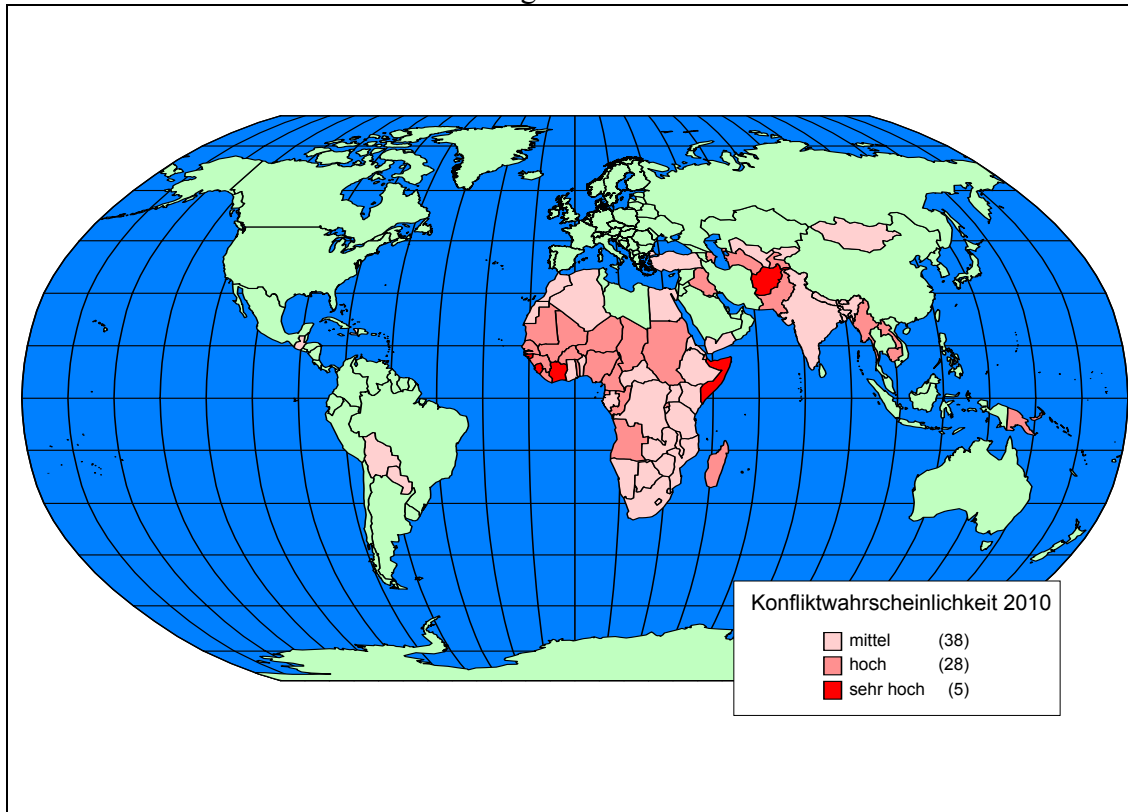 Konfliktwahrscheinlichkeit 2010
mittel (38)
hoch (28)
sehr hoch (5)